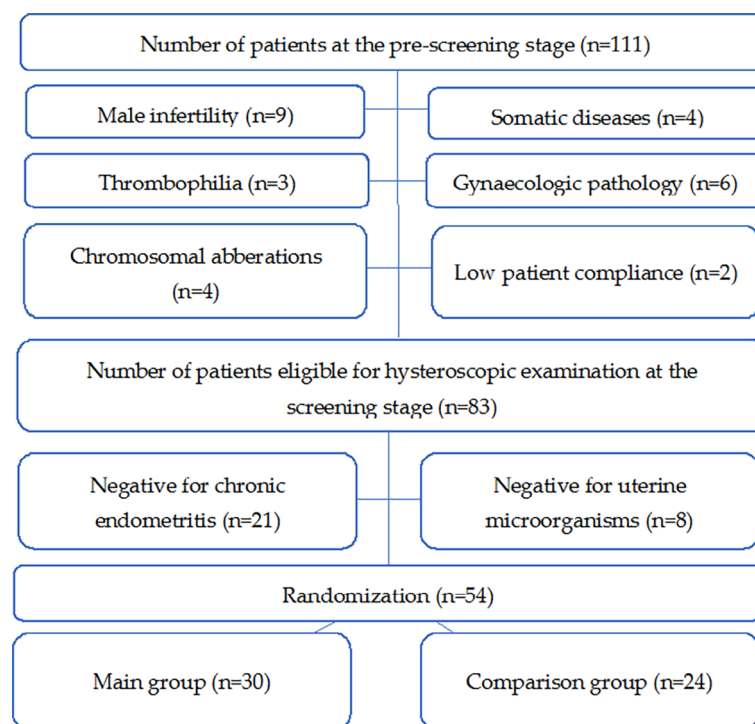 Number of patients at the pre-screening stage (n=111)
Male infertility (n=9)
Somatic diseases (n=4)
Thrombophilia (n=3)
Gynaecologic pathology (n=6)
Chromosomal abberations
(n=4)
Low patient compliance (n=2)
Number of patients eligible for hysteroscopic examination at the
screening stage (n=83)
Negative for chronic
endometritis (n=21)
Negative for uterine
microorganisms (n=8)
Randomization (n=54)
Main group (n=30)
Comparison group (n=24)